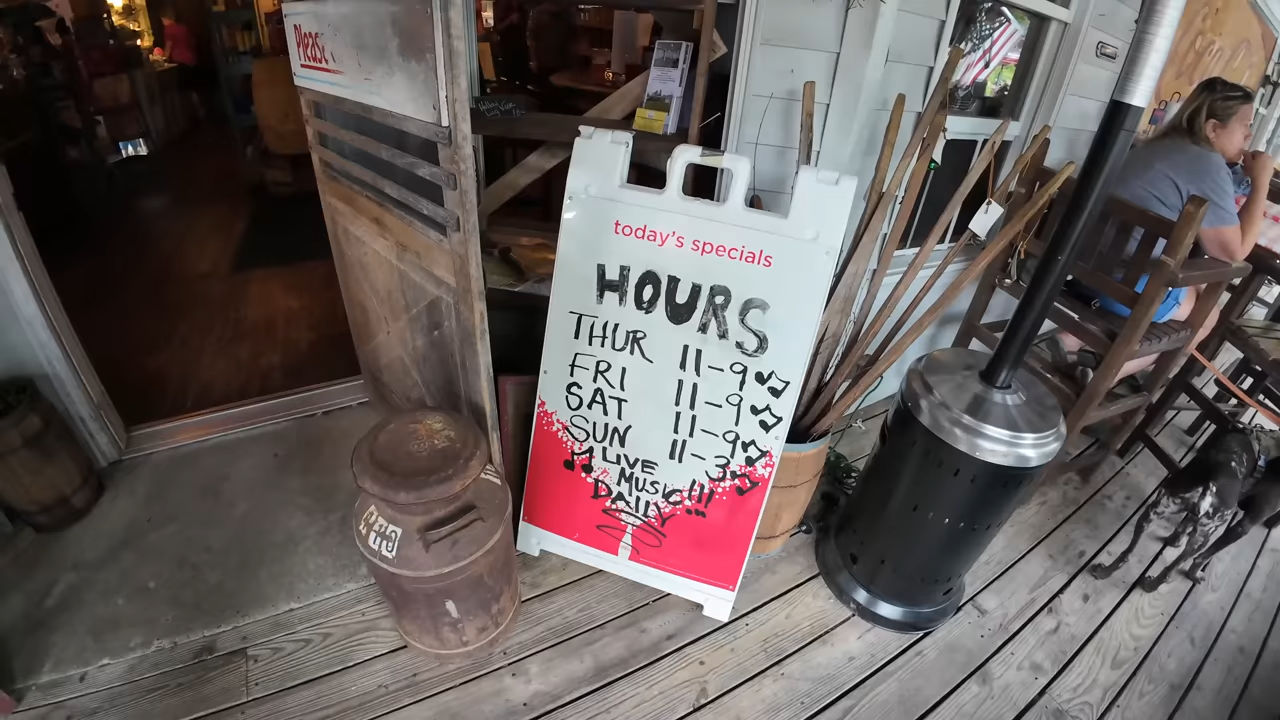 Please
today's specials
HOURS
THUR 11-9
FRI 11-9
SAT 11-9
SUN 11-3
LIVE
MUSIC!!!
DAILY